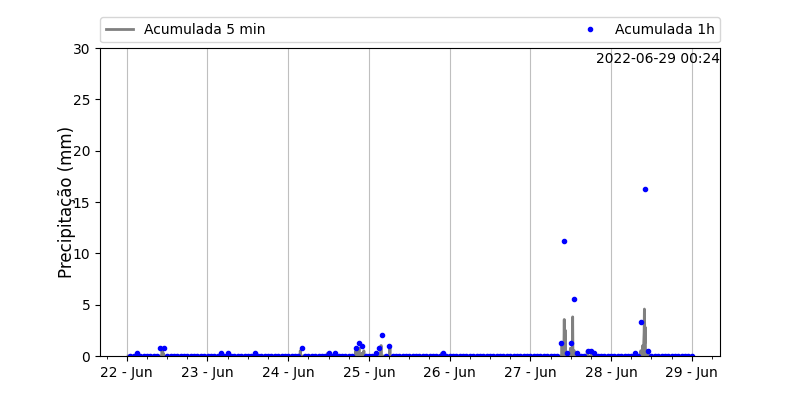 Acumulada 5 min
Acumulada 1h
2022-06-29 00:24
Precipitação (mm)
30
25
20
15
10
5
0
22 - Jun
23 - Jun
24 - Jun
25 - Jun
26 - Jun
27 - Jun
28 - Jun
29 - Jun